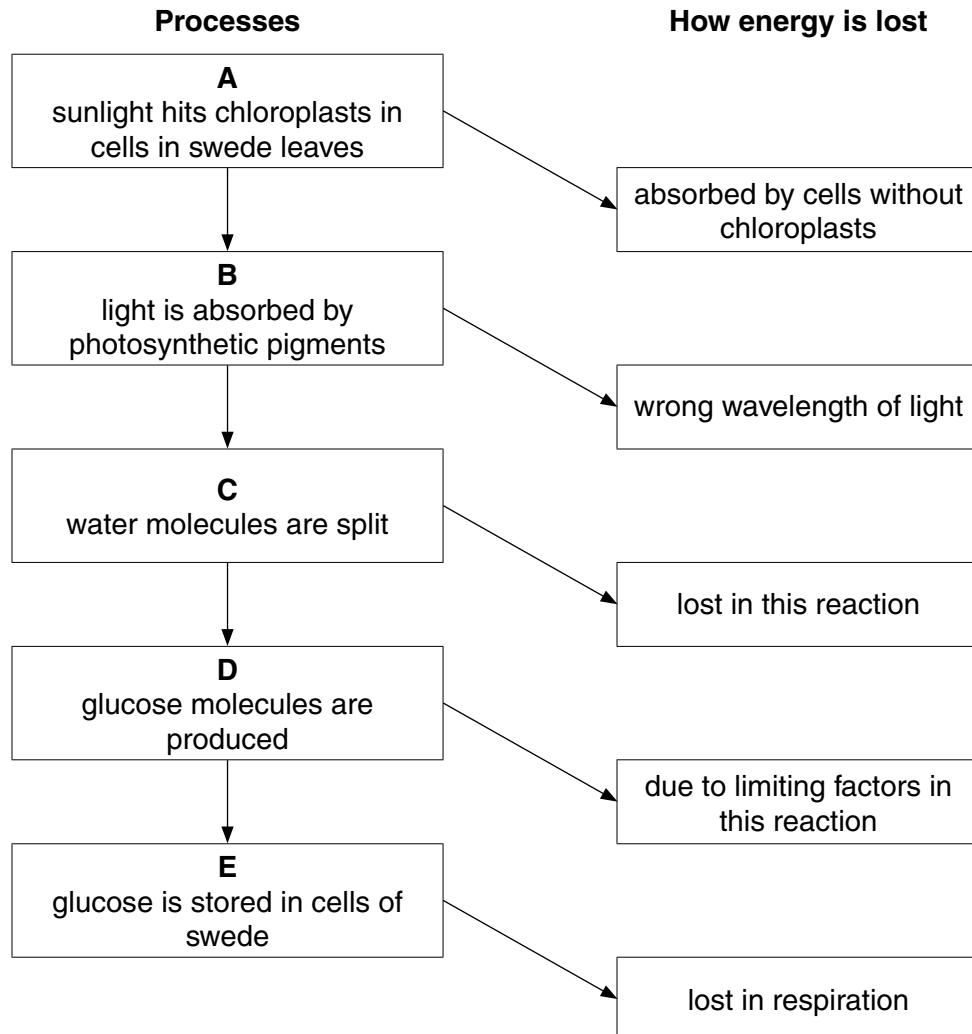 Processes
How energy is lost
A
sunlight hits chloroplasts in
cells in swede leaves
absorbed by cells without
chloroplasts
B
light is absorbed by
photosynthetic pigments
wrong wavelength of light
C
water molecules are split
lost in this reaction
D
glucose molecules are
produced
due to limiting factors in
this reaction
E
glucose is stored in cells of
swede
lost in respiration